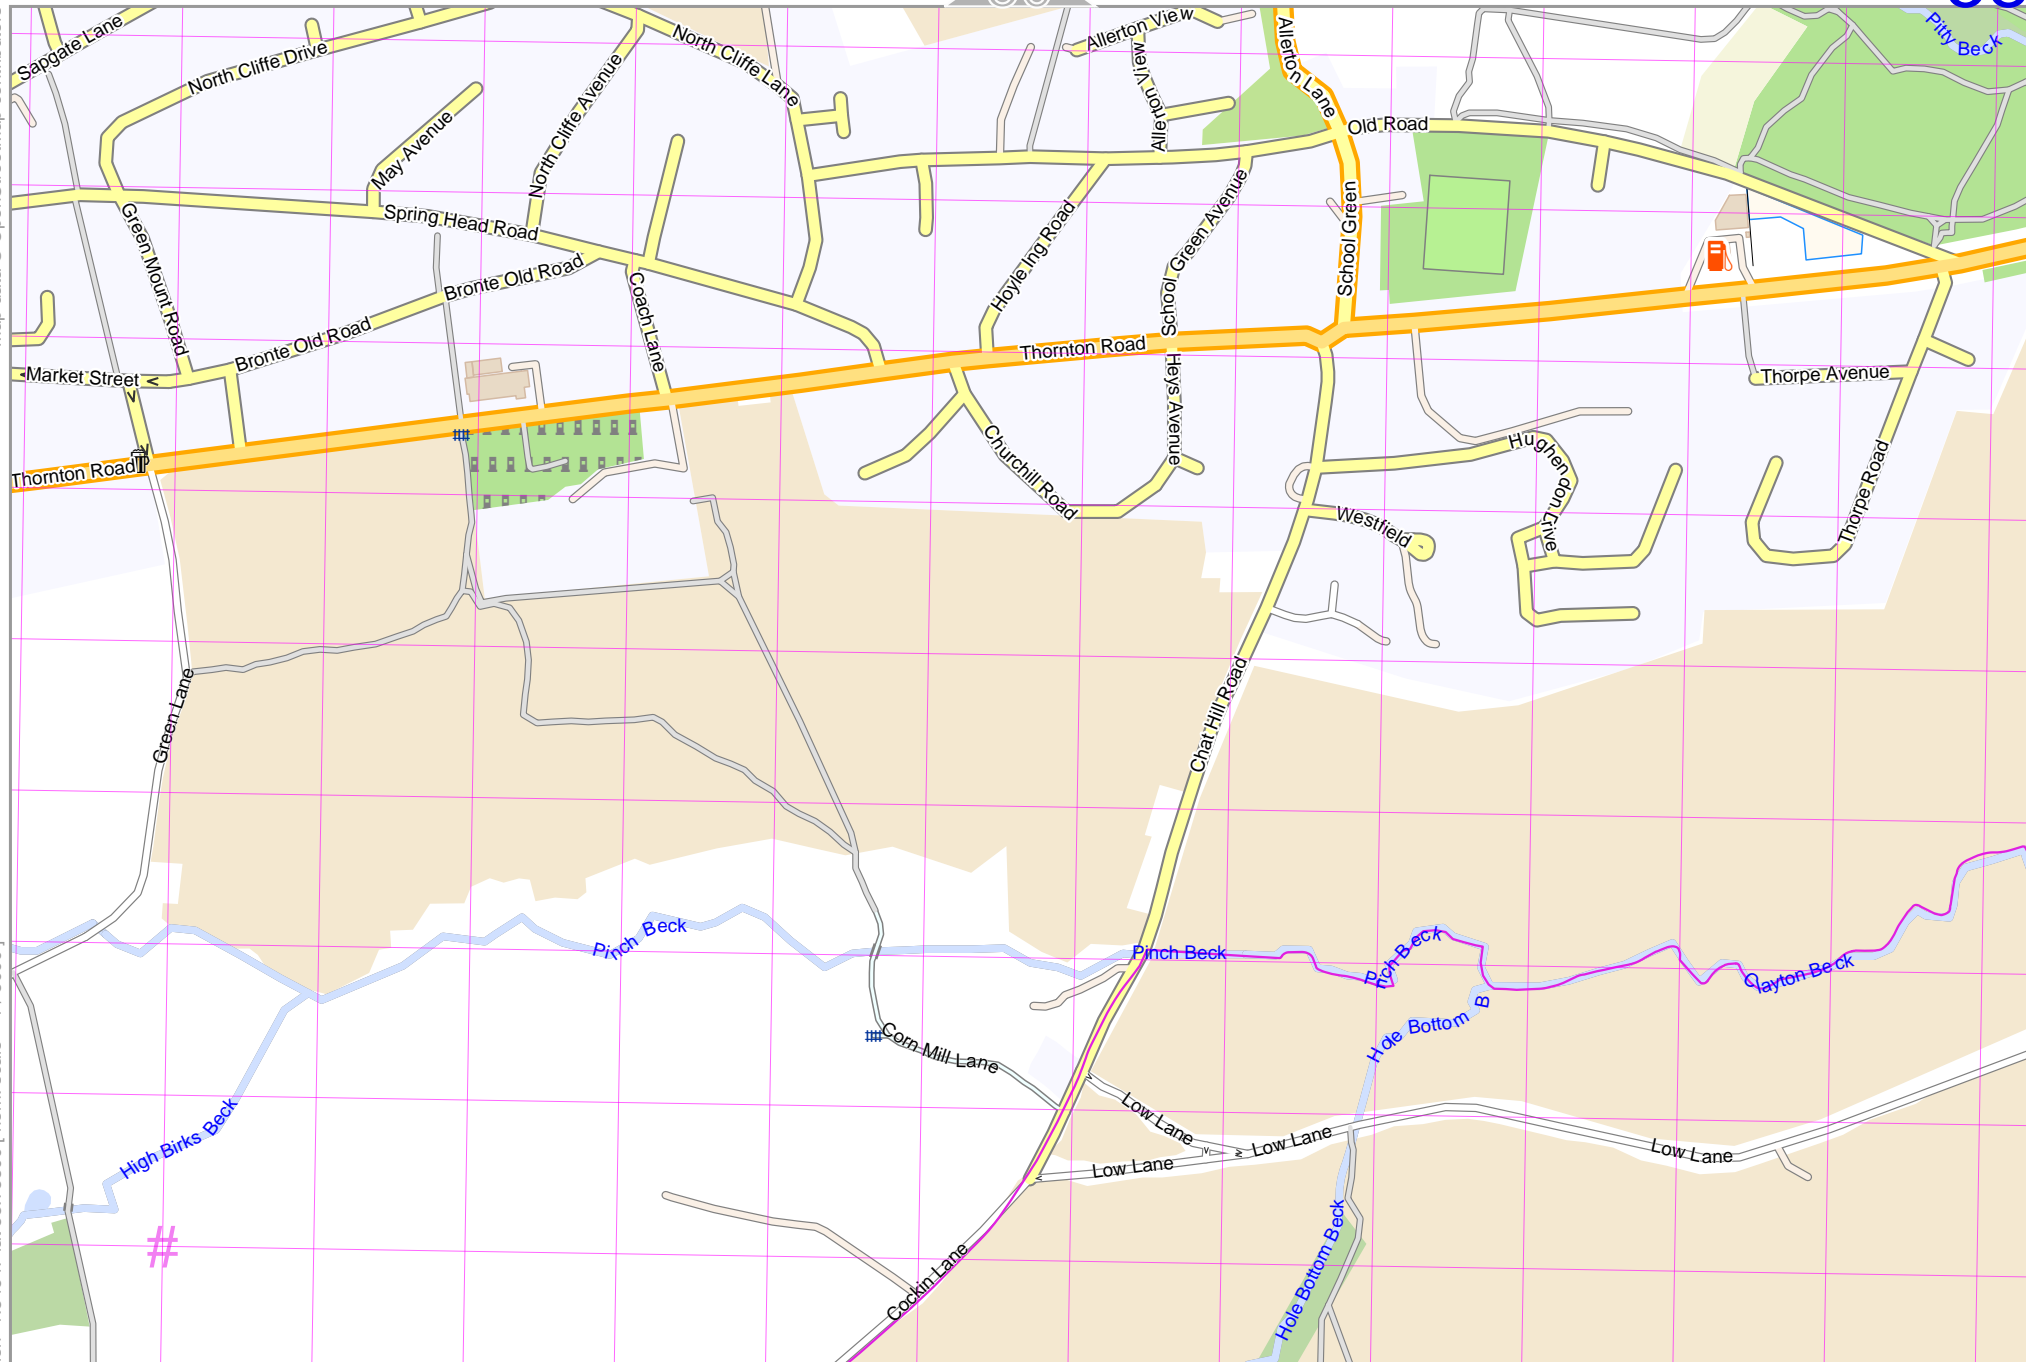 Sapgate Lane
North Cliffe Drive
North Cliffe Lane
Allerton View
Allerton Lane
Pitty Beck
May Avenue
North Cliffe Avenue
Allerton View
Old Road
Green Mount Road
Spring Head Road
Bronte Old Road
Coach Lane
Hoyle Ing Road
School Green Avenue
School Green
Bronte Old Road
Market Street
Thornton Road
Heys Avenue
Thorpe Avenue
Thornton Road
Churchill Road
Westfield
Hughendon Drive
Thorpe Road
Green Lane
Chat Hill Road
Pinch Beck
Pinch Beck
Pinch Beck
Clayton Beck
Hole Bottom B
Corn Mill Lane
High Birks Beck
Low Lane
Low Lane
Low Lane
Low Lane
Hole Bottom Beck
Cockin Lane
#